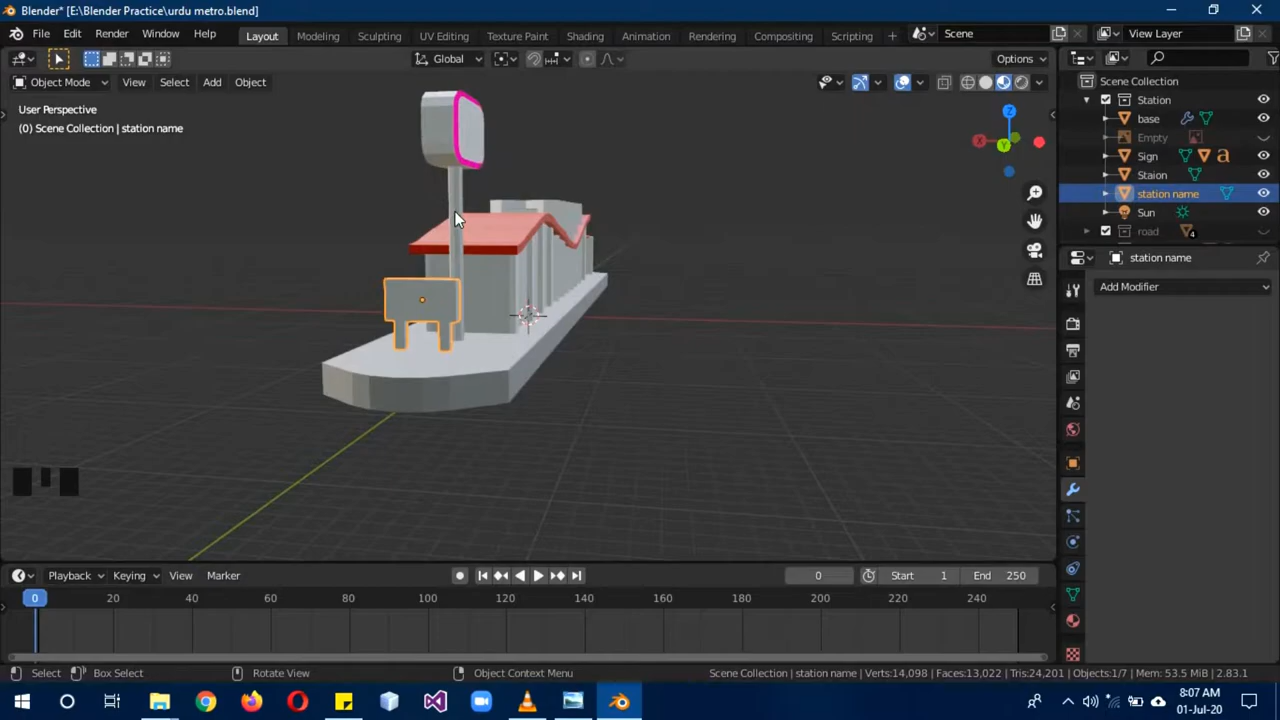 Blender* [E:\Blender Practice\urdu metro.blend]
File Edit Render Window Help Layout Modeling Sculpting UV Editing Texture Paint Shading Animation Rendering Compositing Scripting + Scene View Layer
Global Options
Object Mode View Select Add Object
User Perspective
(0) Scene Collection | station name
Z
X
Y
Scene Collection
Station
base
Empty
Sign
Staion
station name
Sun
road 4
station name
Add Modifier
Playback Keying View Marker 0 Start 1 End 250
0 20 40 60 80 100 120 140 160 180 200 220 240
Select Box Select Rotate View Object Context Menu Scene Collection | station name | Verts:14,098 | Faces:13,022 | Tris:24,201 | Objects:1/7 | Mem: 53.5 MiB | 2.83.1
8:07 AM
01-Jul-20